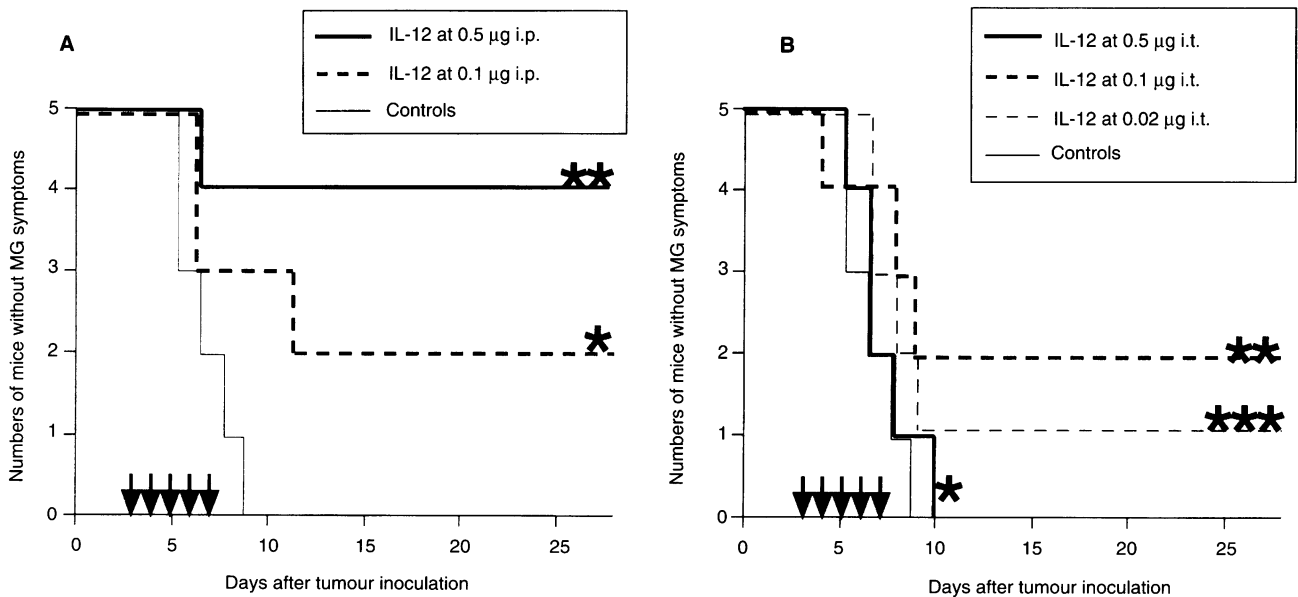 A
IL-12 at 0.5 μg i.p.
IL-12 at 0.1 μg i.p.
Controls
Numbers of mice without MG symptoms
5
4
3
2
1
0
0 5 10 15 20 25
Days after tumour inoculation
B
IL-12 at 0.5 μg i.t.
IL-12 at 0.1 μg i.t.
IL-12 at 0.02 μg i.t.
Controls
Numbers of mice without MG symptoms
5
4
3
2
1
0
0 5 10 15 20 25
Days after tumour inoculation